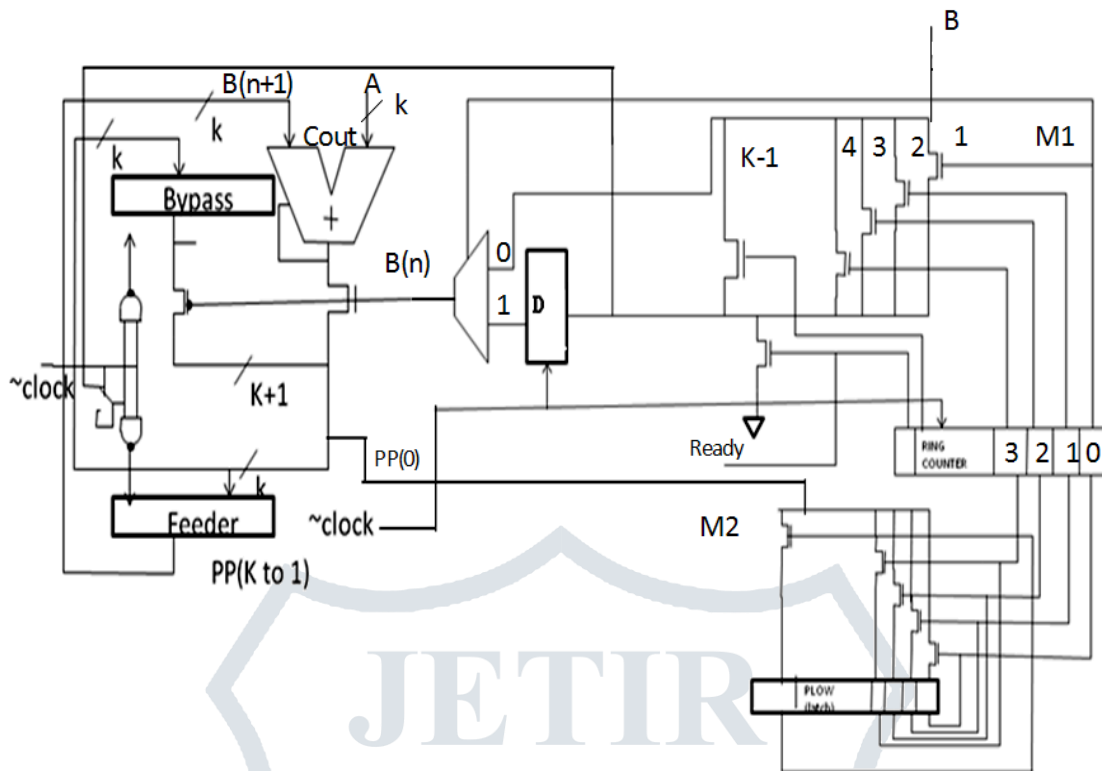 B
B(n+1)
A
k
k
Cout
k
Bypass
+
B(n)
0
1
D
K-1
4
3
2
1
M1
~clock
K+1
PP(0)
Ready
RING
COUNTER
3
2
1
0
k
Feeder
~clock
M2
PP(K to 1)
PLOW
(latch)
JETIR